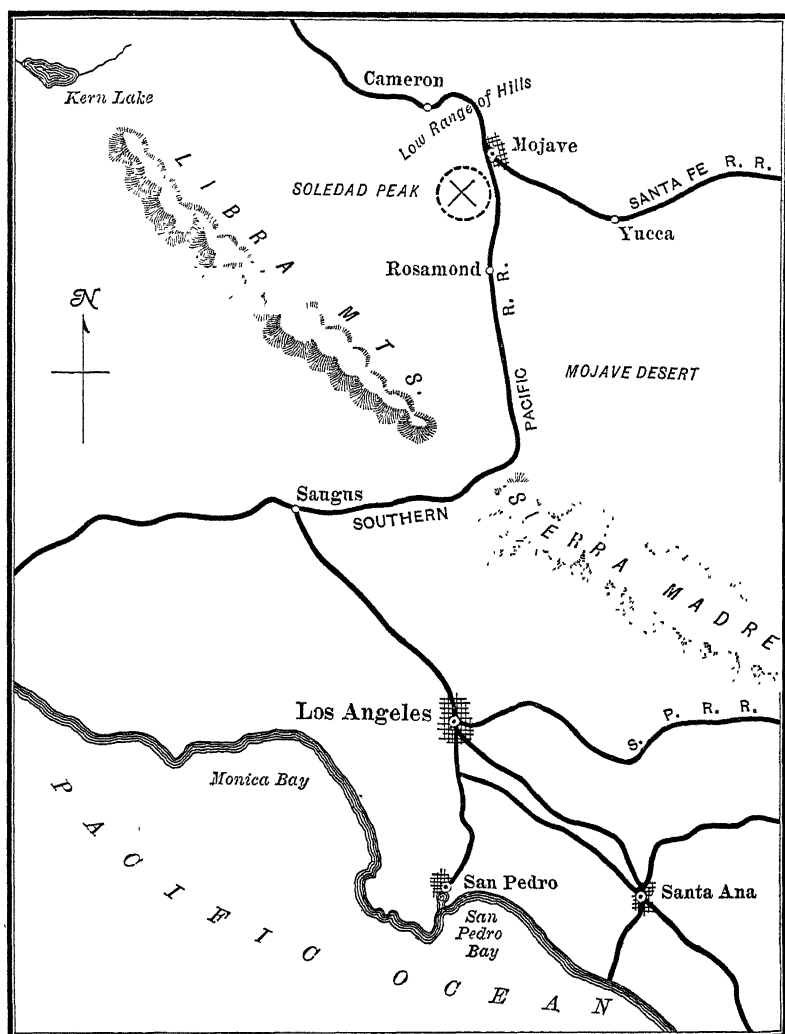 Cameron
Kern Lake
Low Range of Hills
Mojave
LIBRA MTS.
SOLEDAD PEAK
SANTA FE R. R.
Yucca
Rosamond
N
MOJAVE DESERT
SOUTHERN PACIFIC R. R.
Saugus
SIERRA MADRE
Los Angeles
S. P. R. R.
Monica Bay
PACIFIC OCEAN
San Pedro
Santa Ana
San
Pedro
Bay